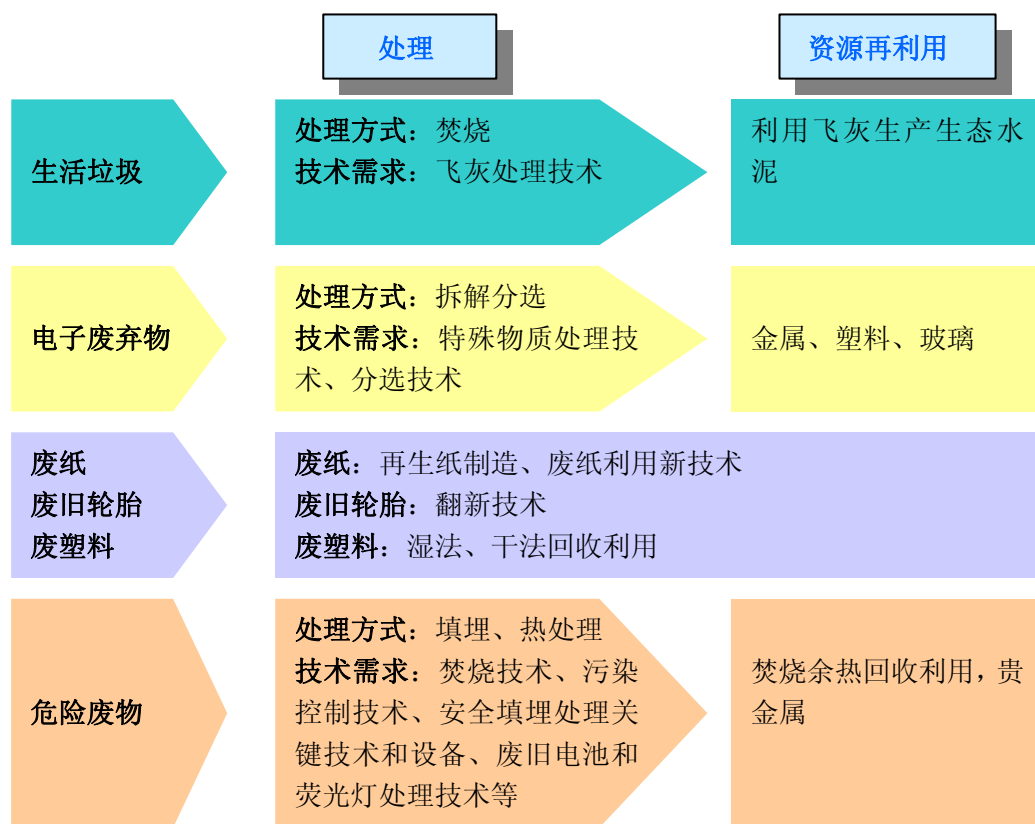 处理
资源再利用
生活垃圾
处理方式：焚烧
技术需求：飞灰处理技术
利用飞灰生产生态水
泥
电子废弃物
处理方式：拆解分选
技术需求：特殊物质处理技
术、分选技术
金属、塑料、玻璃
废纸
废旧轮胎
废塑料
废纸：再生纸制造、废纸利用新技术
废旧轮胎：翻新技术
废塑料：湿法、干法回收利用
危险废物
处理方式：填埋、热处理
技术需求：焚烧技术、污染
控制技术、安全填埋处理关
键技术和设备、废旧电池和
荧光灯处理技术等
焚烧余热回收利用，贵
金属